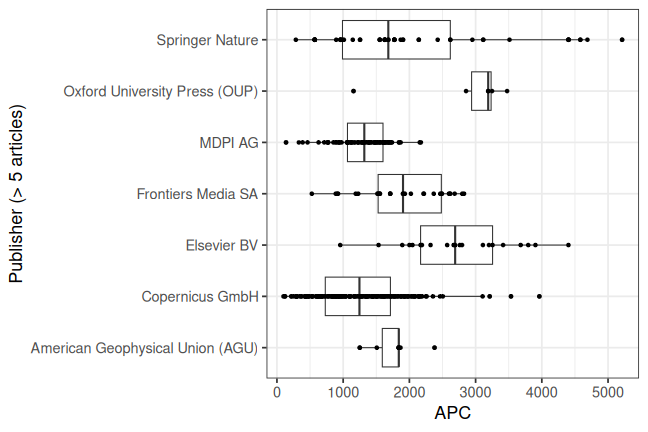 Publisher (> 5 articles)
Springer Nature
Oxford University Press (OUP)
MDPI AG
Frontiers Media SA
Elsevier BV
Copernicus GmbH
American Geophysical Union (AGU)
0 1000 2000 3000 4000 5000
APC